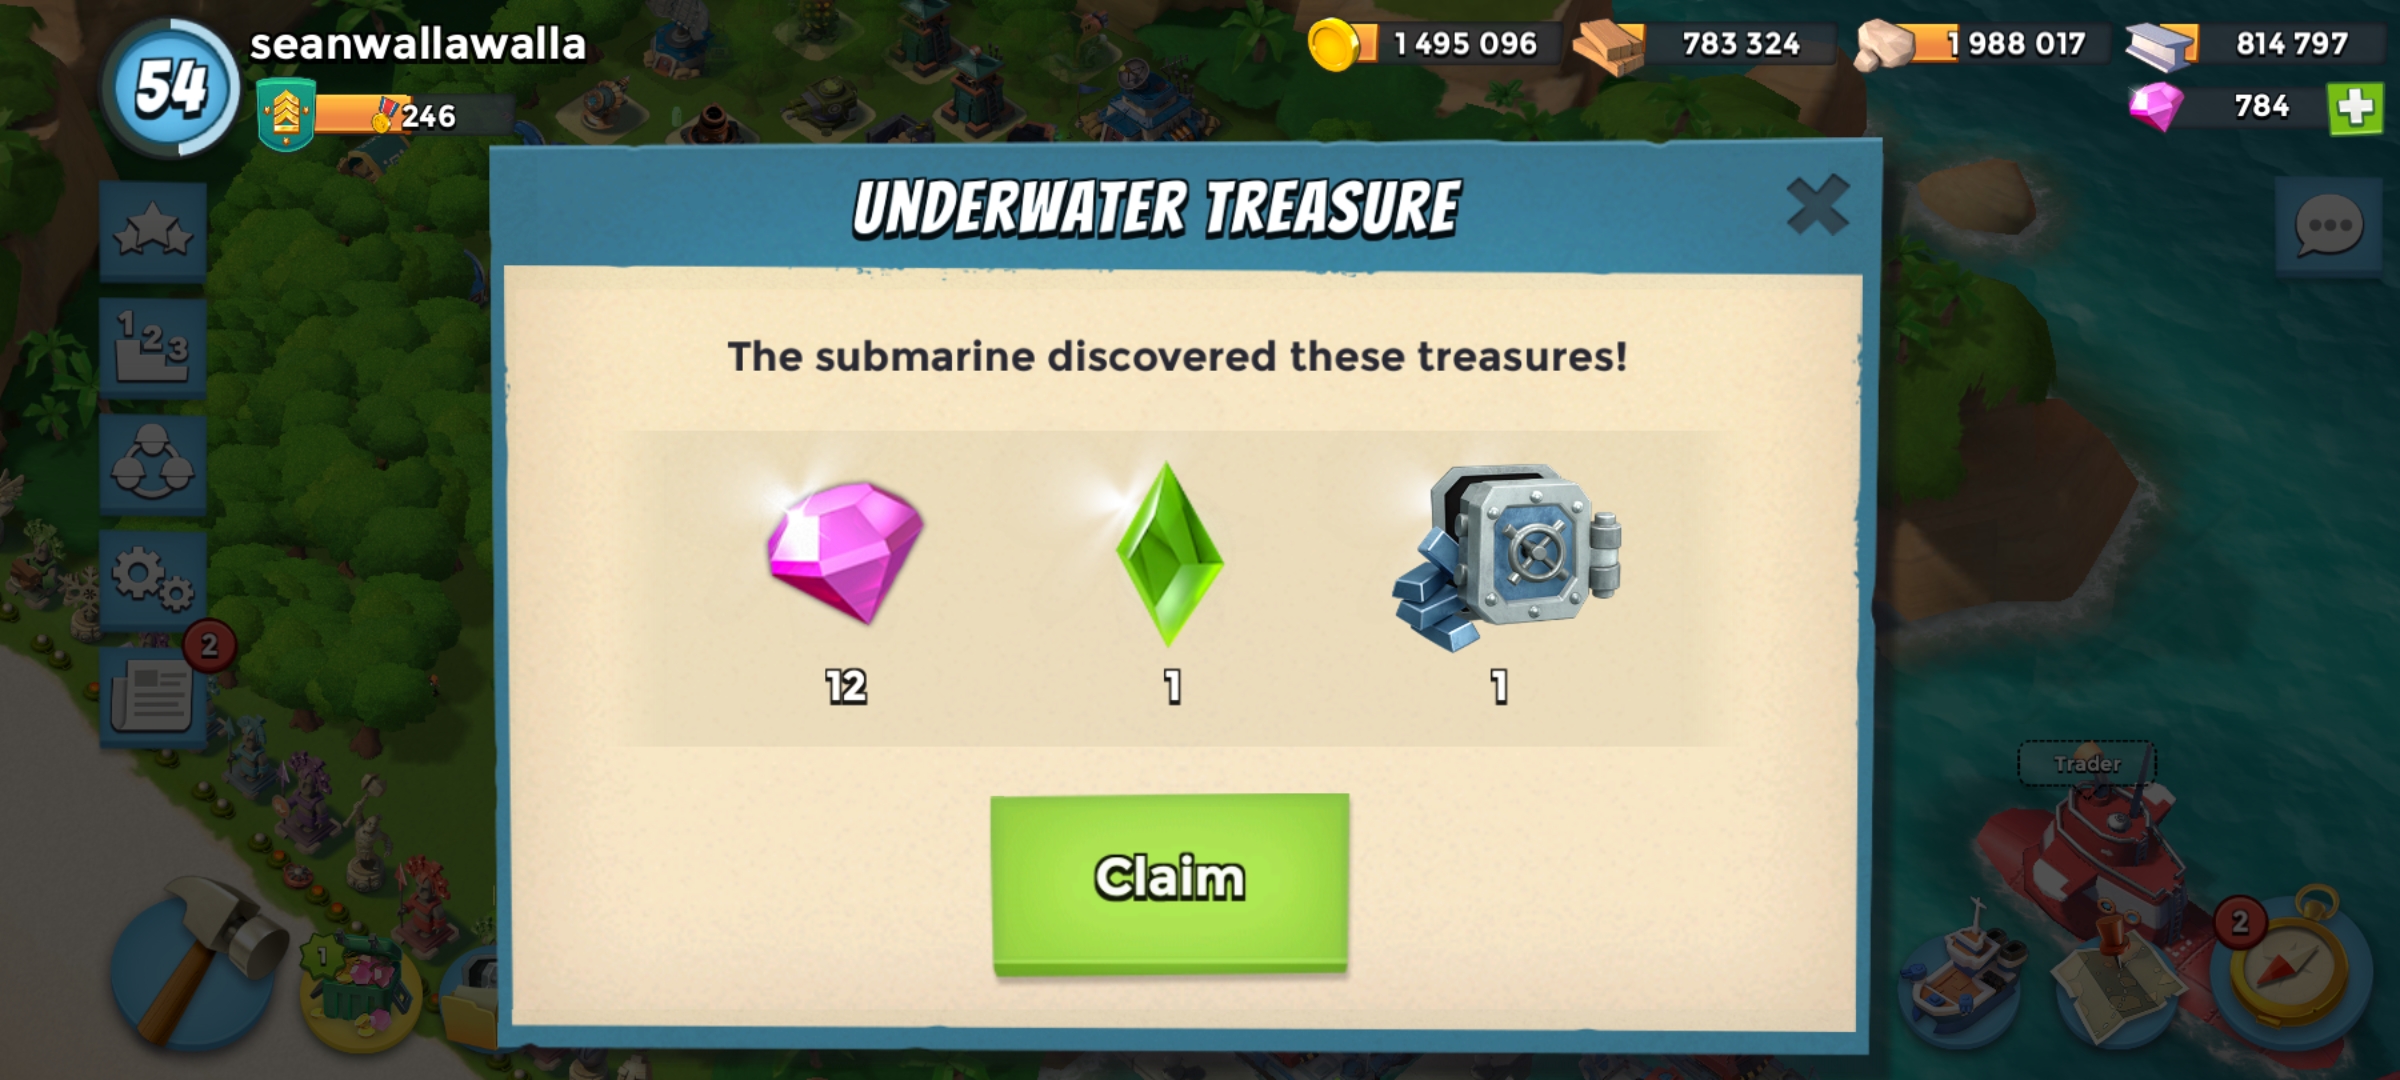 54
seanwallawalla
246
1 495 096
783 324
1 988 017
814 797
784
UNDERWATER TREASURE
The submarine discovered these treasures!
1 2 3
12
1
1
2
Claim
Trader
1
2